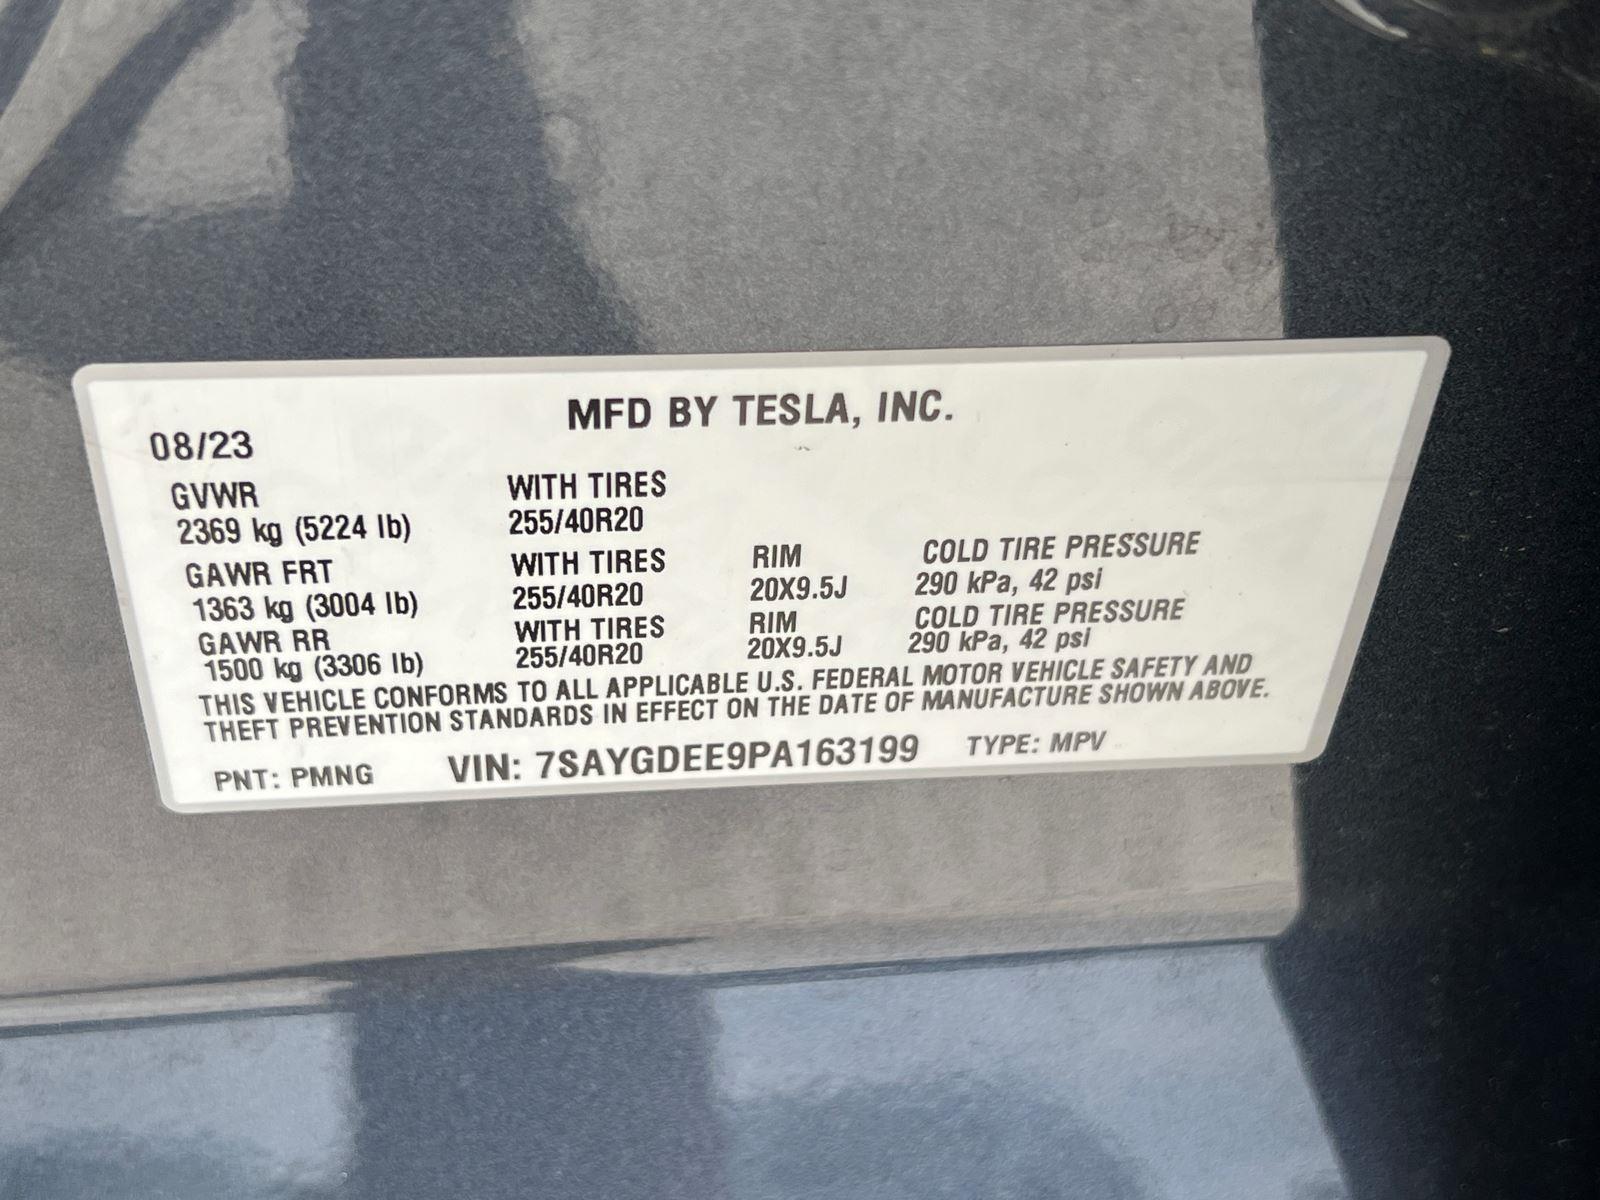 MFD BY TESLA, INC.
08/23
GVWR WITH TIRES
2369 kg (5224 lb) 255/40R20
GAWR FRT WITH TIRES RIM COLD TIRE PRESSURE
1363 kg (3004 lb) 255/40R20 20X9.5J 290 kPa, 42 psi
GAWR RR WITH TIRES RIM COLD TIRE PRESSURE
1500 kg (3306 lb) 255/40R20 20X9.5J 290 kPa, 42 psi
THIS VEHICLE CONFORMS TO ALL APPLICABLE U.S. FEDERAL MOTOR VEHICLE SAFETY AND
THEFT PREVENTION STANDARDS IN EFFECT ON THE DATE OF MANUFACTURE SHOWN ABOVE.
PNT: PMNG VIN: 7SAYGDEE9PA163199 TYPE: MPV